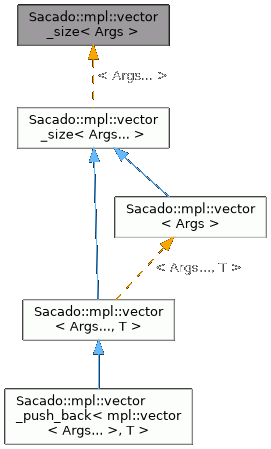 Sacado::mpl::vector
_size< Args >
< Args... >
Sacado::mpl::vector
_size< Args... >
Sacado::mpl::vector
< Args >
< Args..., T >
Sacado::mpl::vector
< Args..., T >
Sacado::mpl::vector
_push_back< mpl::vector
< Args... >, T >